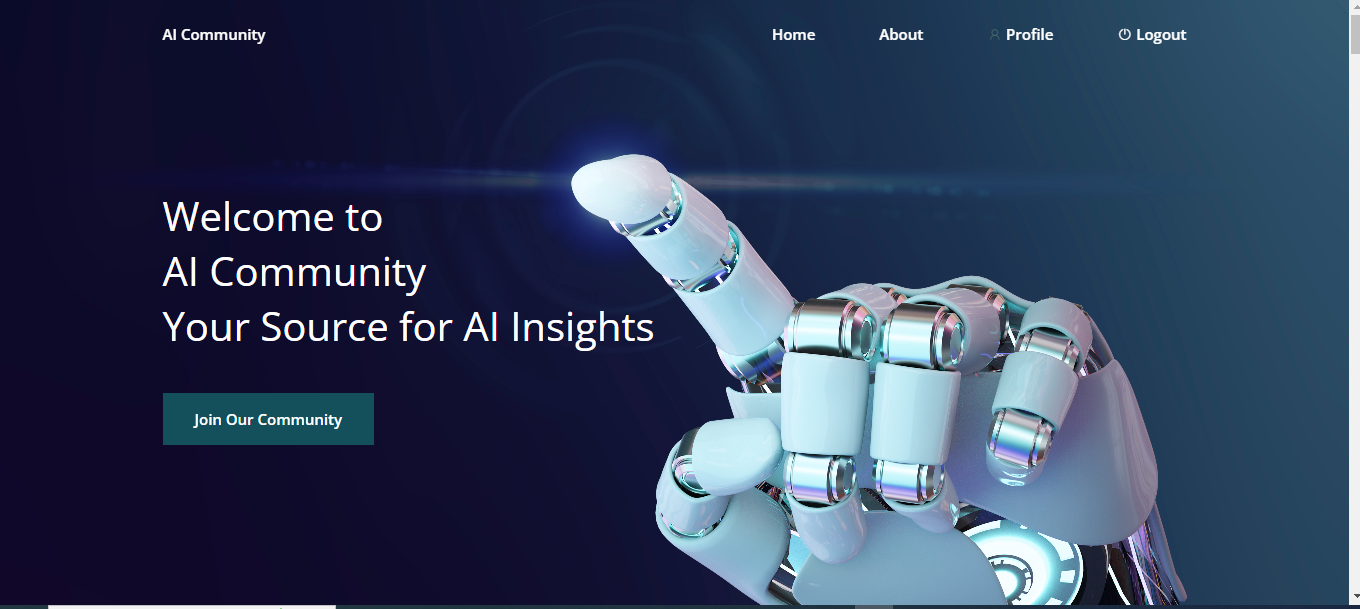 AI Community
Home
About
Profile
Logout
Welcome to
AI Community
Your Source for AI Insights
Join Our Community